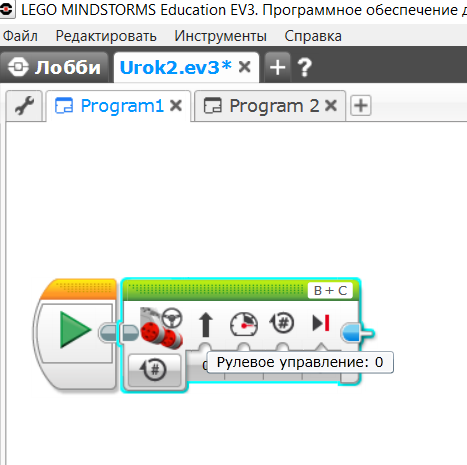 LEGO MINDSTORMS Education EV3. Программное обеспечение д
Файл Редактировать Инструменты Справка
Лобби Urok2.ev3* × + ?
Program1 × Program 2 × +
B + C
#
Рулевое управление: 0
#